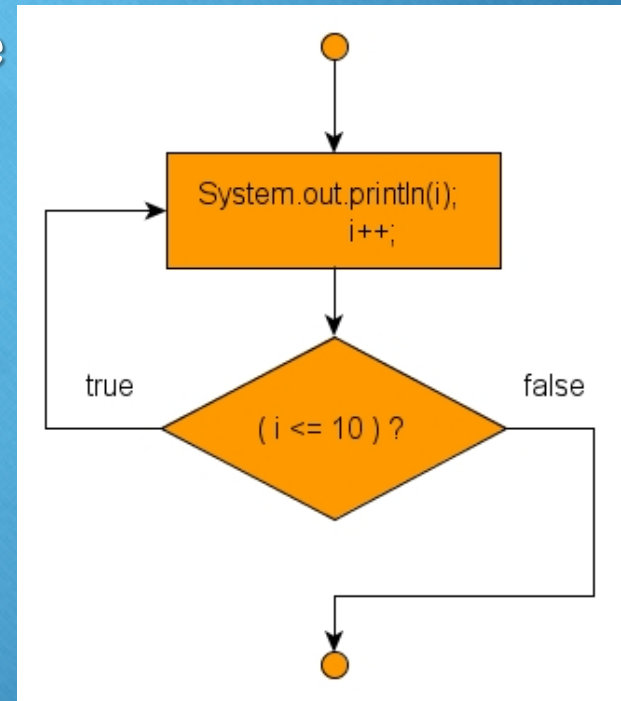 e
System.out.println(i);
i++;
true
false
( i <= 10 ) ?